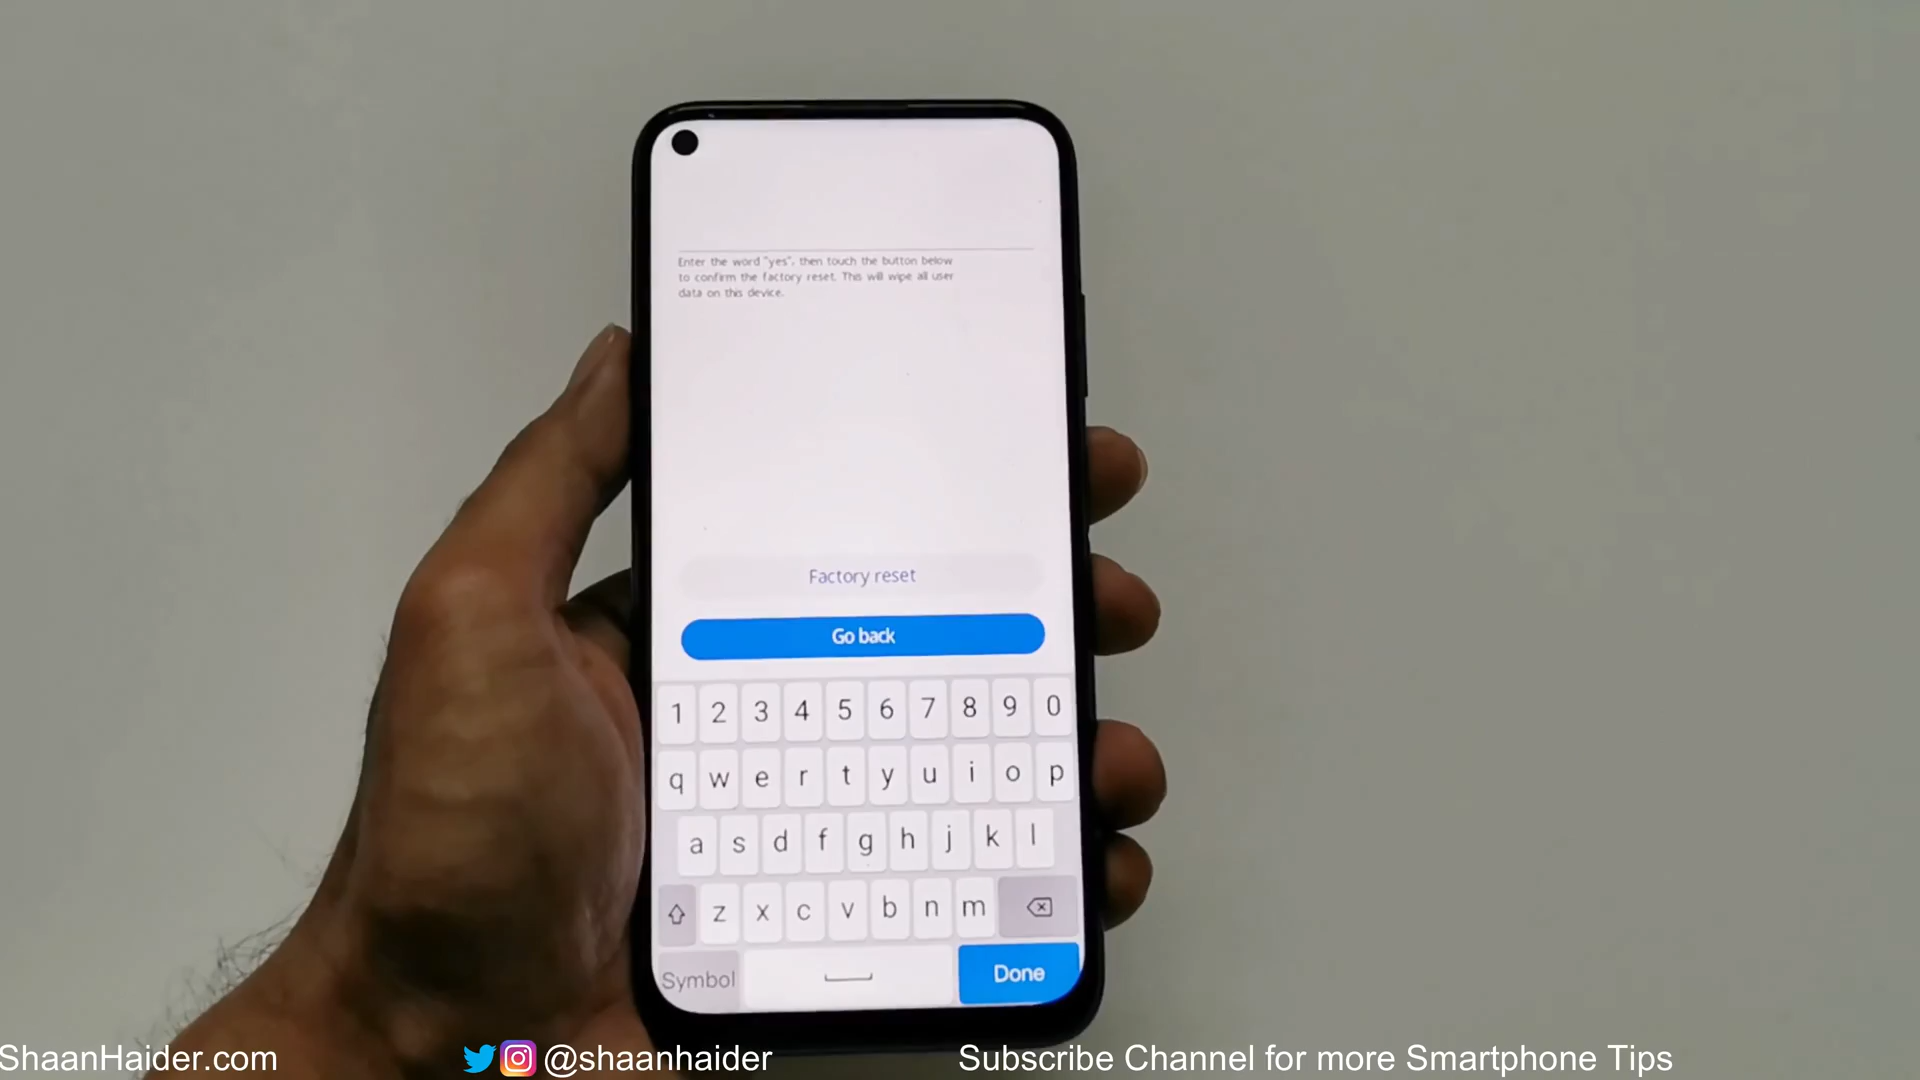 Enter the word "yes", then touch the button below
to confirm the factory reset. This will wipe all user
data on this device.
Factory reset
Go back
1 2 3 4 5 6 7 8 9 0
q w e r t y u i o p
a s d f g h j k l
z x c v b n m
Symbol Done
ShaanHaider.com @shaanhaider Subscribe Channel for more Smartphone Tips